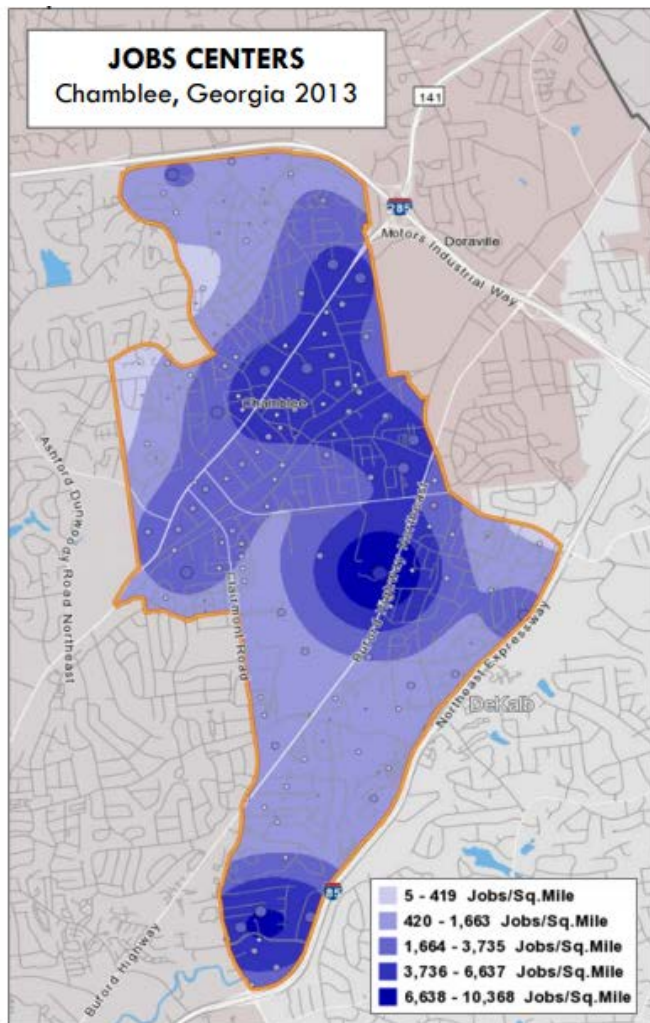 JOBS CENTERS
Chamblee, Georgia 2013
141
285
Motors Industrial Way
Doraville
Chamblee
Ashford Dunwoody Road Northeast
Clairmont Road
Buford Highway Northeast
Northeast Expressway
DeKalb
85
Buford Highway
5 - 419 Jobs/Sq.Mile
420 - 1,663 Jobs/Sq.Mile
1,664 - 3,735 Jobs/Sq.Mile
3,736 - 6,637 Jobs/Sq.Mile
6,638 - 10,368 Jobs/Sq.Mile